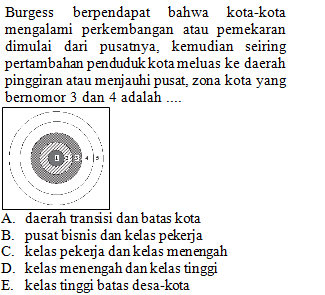 Burgess berpendapat bahwa kota-kota
mengalami perkembangan atau pemekaran
dimulai dari pusatnya, kemudian seiring
pertambahan penduduk kota meluas ke daerah
pinggiran atau menjauhi pusat, zona kota yang
bernomor 3 dan 4 adalah ....
1 2 3 4 5
A. daerah transisi dan batas kota
B. pusat bisnis dan kelas pekerja
C. kelas pekerja dan kelas menengah
D. kelas menengah dan kelas tinggi
E. kelas tinggi batas desa-kota